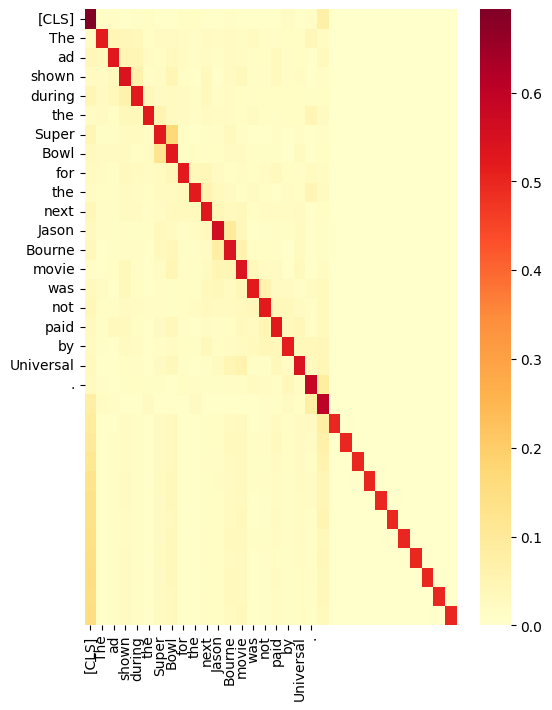 [CLS]
The
ad
shown
during
the
Super
Bowl
for
the
next
Jason
Bourne
movie
was
not
paid
by
Universal
.
[CLS]
The
ad
shown
during
the
Super
Bowl
for
the
next
Jason
Bourne
movie
was
not
paid
by
Universal
.
0.6
0.5
0.4
0.3
0.2
0.1
0.0